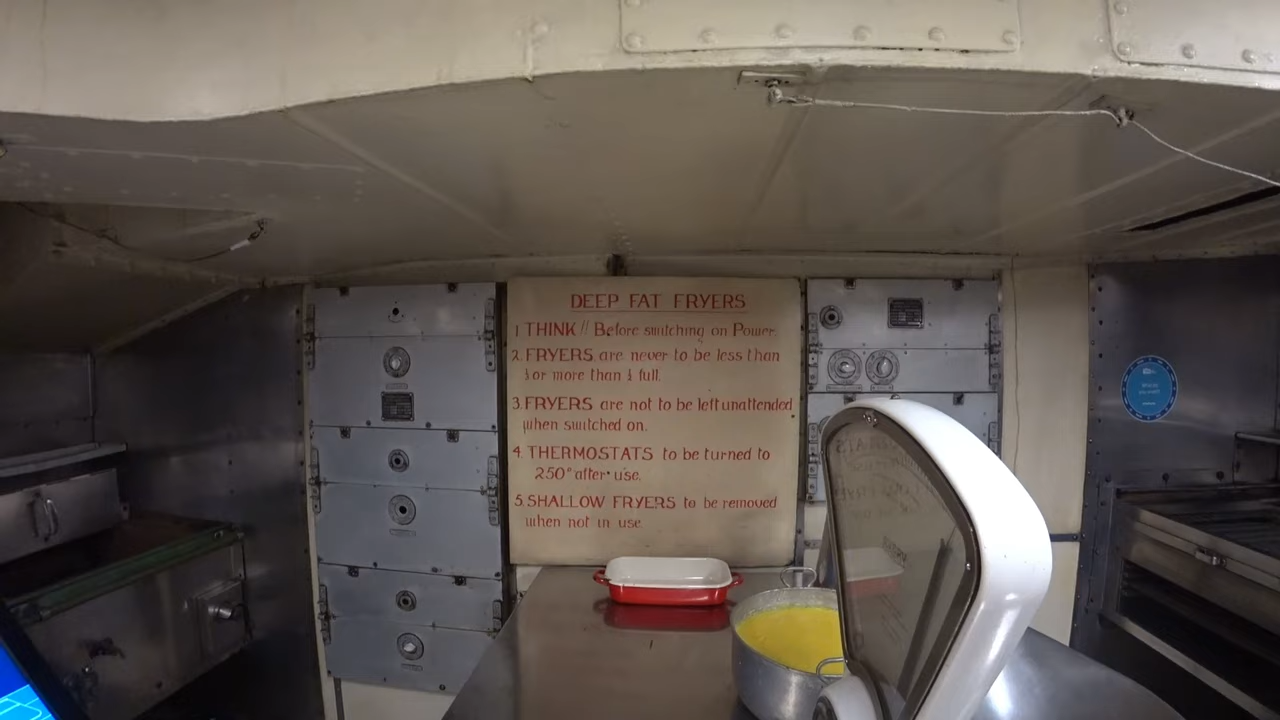 DEEP FAT FRYERS
1 THINK!! Before switching on Power.
2. FRYERS are never to be less than
⅓ or more than ½ full.
3. FRYERS are not to be left unattended
when switched on.
4. THERMOSTATS to be turned to
250° after use.
5. SHALLOW FRYERS to be removed
when not in use.